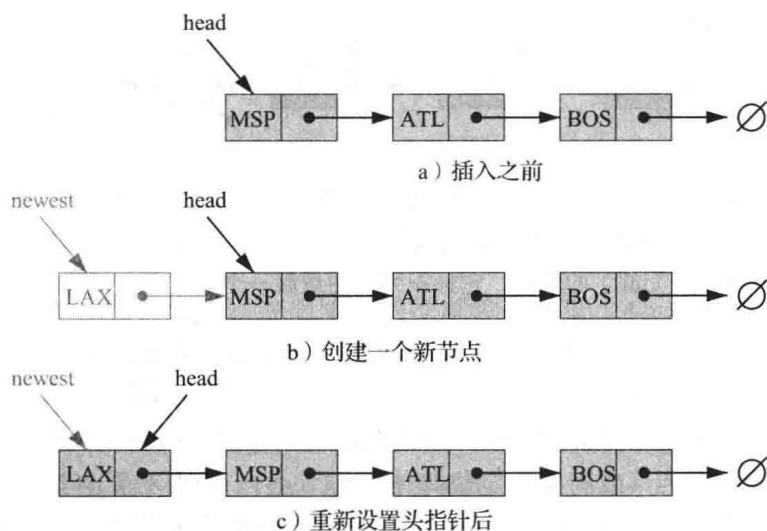 head
MSP ATL BOS ∅
a）插入之前
newest head
LAX MSP ATL BOS ∅
b）创建一个新节点
newest head
LAX MSP ATL BOS ∅
c）重新设置头指针后